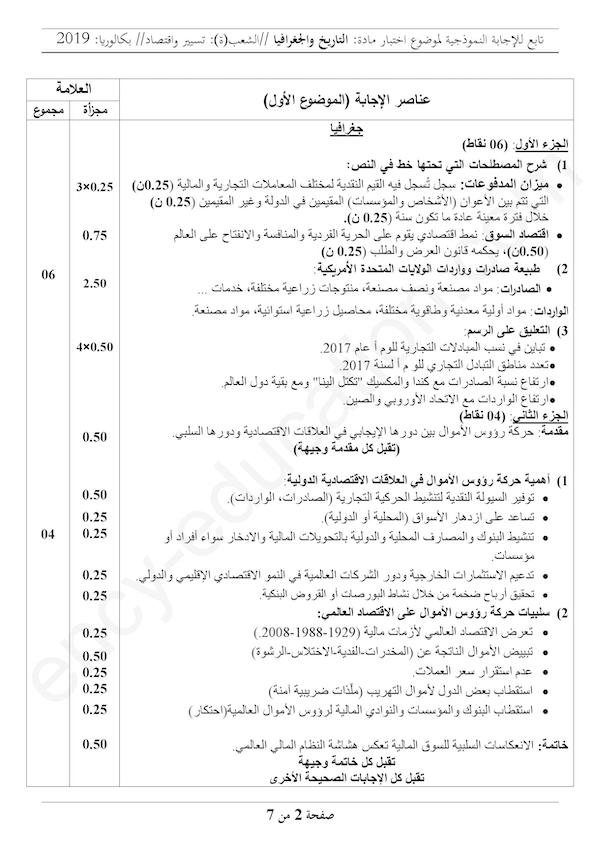 تابع للإجابة النموذجية لموضوع اختبار مادة: التاريخ والجغرافيا //الشعب(ة): تسيير واقتصاد// بكالوريا: 2019
العلامة
عناصر الإجابة (الموضوع الأول)
مجموع مجزأة
جغرافيا
الجزء الأول: (06 نقاط)
1) شرح المصطلحات التي تحتها خط في النص:
• ميزان المدفوعات: سجل تُسجل فيه القيم النقدية لمختلف المعاملات التجارية والمالية (0.25ن) 3×0.25
التي تتم بين الأعوان (الأشخاص والمؤسسات) المقيمين في الدولة وغير المقيمين (0.25 ن)
خلال فترة معينة عادة ما تكون سنة (0.25 ن).
• اقتصاد السوق: نمط اقتصادي يقوم على الحرية الفردية والمنافسة والانفتاح على العالم 0.75
(0.50ن)، يحكمه قانون العرض والطلب (0.25 ن)
2) طبيعة صادرات وواردات الولايات المتحدة الأمريكية: 06
• الصادرات: مواد مصنعة ونصف مصنعة، منتوجات زراعية مختلفة، خدمات ... 2.50
الواردات: مواد أولية معدنية وطاقوية مختلفة، محاصيل زراعية استوائية، مواد مصنعة.
3) التعليق على الرسم:
• تباين في نسب المبادلات التجارية للوم أ عام 2017. 4×0.50
•تعدد مناطق التبادل التجاري للو م أ لسنة 2017.
•ارتفاع نسبة الصادرات مع كندا والمكسيك "تكتل الينا" ومع بقية دول العالم.
•ارتفاع الواردات مع الاتحاد الأوروبي والصين.
الجزء الثاني: (04 نقاط)
مقدمة: حركة رؤوس الأموال بين دورها الإيجابي في العلاقات الاقتصادية ودورها السلبي. 0.50
(تقبل كل مقدمة وجيهة)
1) أهمية حركة رؤوس الأموال في العلاقات الاقتصادية الدولية:
• توفير السيولة النقدية لتنشيط الحركية التجارية (الصادرات، الواردات). 0.50
• تساعد على ازدهار الأسواق (المحلية أو الدولية). 0.25
• تنشيط البنوك والمصارف المحلية والدولية بالتحويلات المالية والادخار سواء أفراد أو 0.25 04
مؤسسات.
• تدعيم الاستثمارات الخارجية ودور الشركات العالمية في النمو الاقتصادي الإقليمي والدولي. 0.25
• تحقيق أرباح ضخمة من خلال نشاط البورصات أو القروض البنكية. 0.25
2) سلبيات حركة رؤوس الأموال على الاقتصاد العالمي:
• تعرض الاقتصاد العالمي لأزمات مالية (1929-1988-2008). 0.25
• تبييض الأموال الناتجة عن (المخدرات-الفدية-الاختلاس-الرشوة) 0.50
• عدم استقرار سعر العملات. 0.25
• استقطاب بعض الدول لأموال التهريب (ملّذات ضريبية آمنة) 0.25
• استقطاب البنوك والمؤسسات والنوادي المالية لرؤوس الأموال العالمية(احتكار) 0.25
خاتمة: الانعكاسات السلبية للسوق المالية تعكس هشاشة النظام المالي العالمي. 0.50
تقبل كل خاتمة وجيهة
تقبل كل الإجابات الصحيحة الأخرى
صفحة 2 من 7
ency-education.com